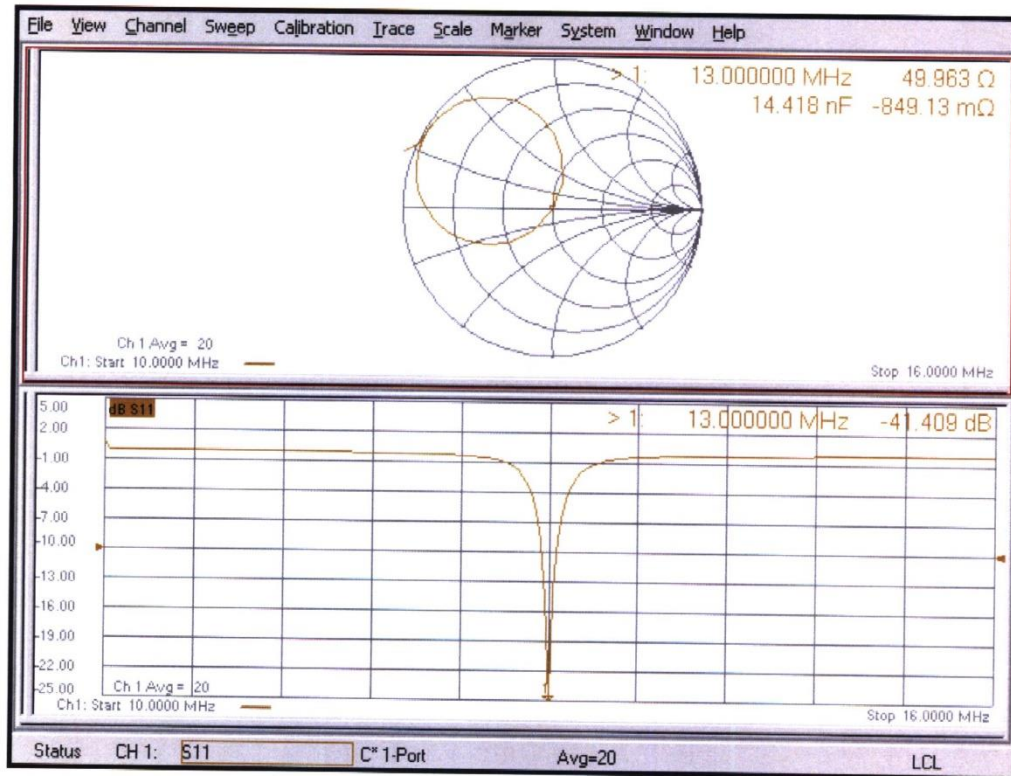 File View Channel Sweep Calibration Trace Scale Marker System Window Help
> 1: 13.000000 MHz 49.963 Ω
14.418 nF -849.13 mΩ
Ch 1 Avg = 20
Ch1: Start 10.0000 MHz
Stop 16.0000 MHz
5.00
dB S11
> 1: 13.000000 MHz -41.409 dB
2.00
-1.00
-4.00
-7.00
-10.00
-13.00
-16.00
-19.00
-22.00
-25.00
Ch 1 Avg = 20
Ch1: Start 10.0000 MHz
Stop 16.0000 MHz
Status CH 1: S11 C* 1-Port Avg=20 LCL